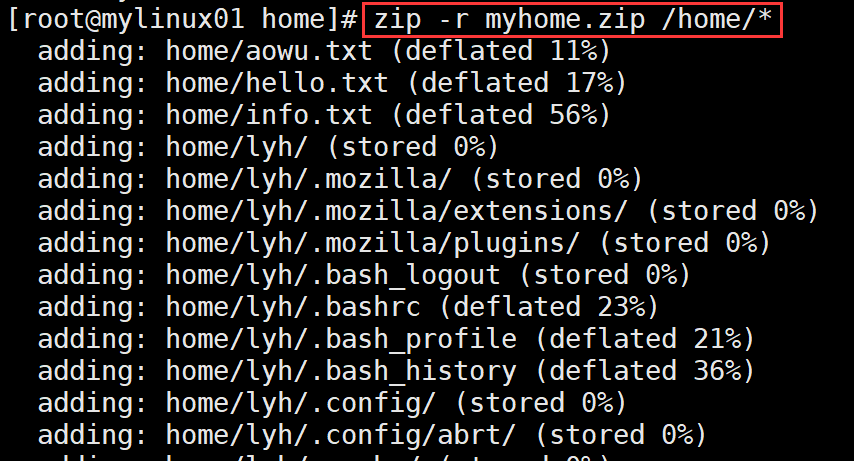 [root@mylinux01 home]# zip -r myhome.zip /home/*
adding: home/aowu.txt (deflated 11%)
adding: home/hello.txt (deflated 17%)
adding: home/info.txt (deflated 56%)
adding: home/lyh/ (stored 0%)
adding: home/lyh/.mozilla/ (stored 0%)
adding: home/lyh/.mozilla/extensions/ (stored 0%)
adding: home/lyh/.mozilla/plugins/ (stored 0%)
adding: home/lyh/.bash_logout (stored 0%)
adding: home/lyh/.bashrc (deflated 23%)
adding: home/lyh/.bash_profile (deflated 21%)
adding: home/lyh/.bash_history (deflated 36%)
adding: home/lyh/.config/ (stored 0%)
adding: home/lyh/.config/abrt/ (stored 0%)